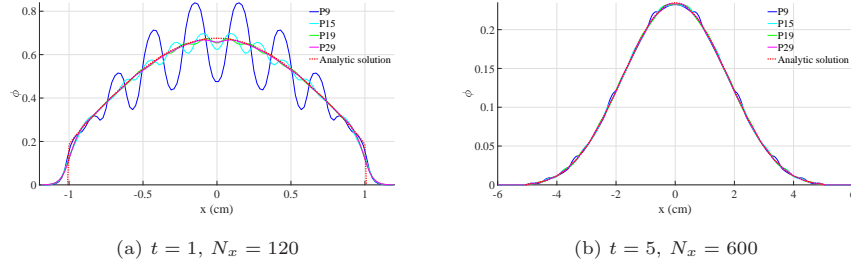 P9
P15
P19
P29
Analytic solution
0.8
0.6
0.4
0.2
0
ϕ
-1
-0.5
0
0.5
1
x (cm)
(a) t = 1, N_x = 120
P9
P15
P19
P29
Analytic solution
0.2
0.15
0.1
0.05
0
ϕ
-6
-4
-2
0
2
4
6
x (cm)
(b) t = 5, N_x = 600